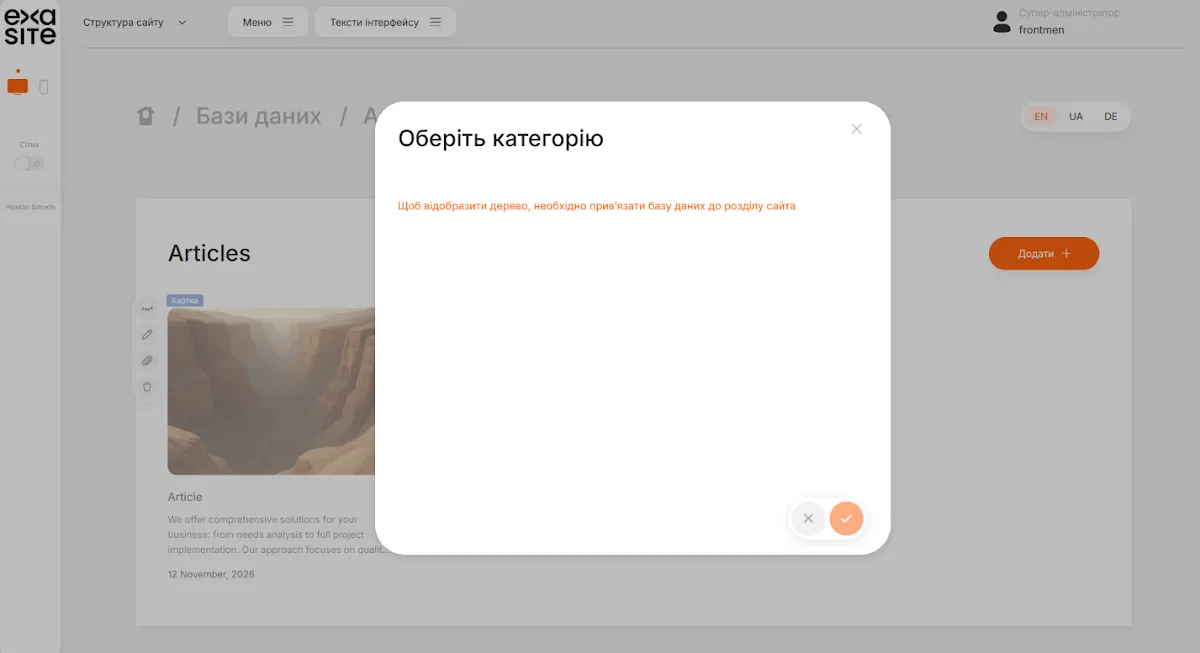 exa
site
Структура сайту
Меню
Тексти інтерфейсу
Супер-адміністратор
frontmen
Сітка
Немає блоків
/ Бази даних / A
EN UA DE
Оберіть категорію
Щоб відобразити дерево, необхідно прив'язати базу даних до розділу сайта
Articles
Додати
Картка
Article
We offer comprehensive solutions for your
business: from needs analysis to full project
implementation. Our approach focuses on qualit...
12 November, 2026